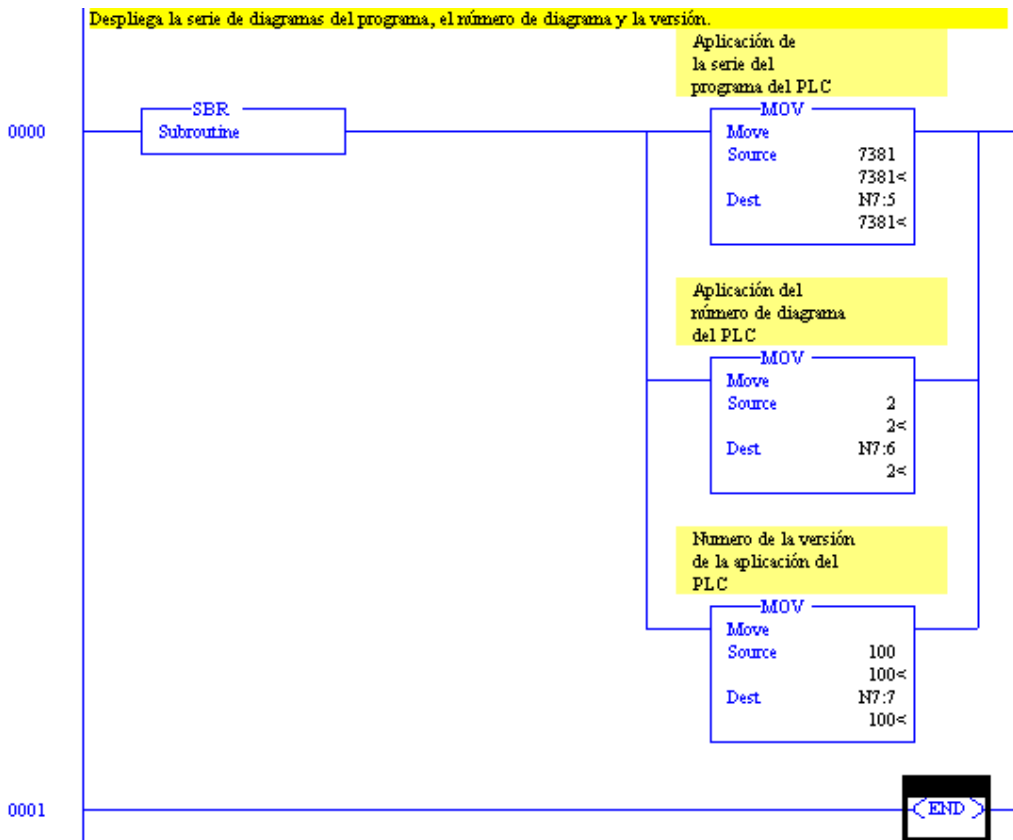 Despliega la serie de diagramas del programa, el número de diagrama y la versión.
Aplicación de
la serie del
programa del PLC
SBR
Subroutine
0000
MOV
Move
Source 7381
7381<
Dest N7:5
7381<
Aplicación del
número de diagrama
del PLC
MOV
Move
Source 2
2<
Dest N7:6
2<
Numero de la versión
de la aplicación del
PLC
MOV
Move
Source 100
100<
Dest N7:7
100<
0001
END